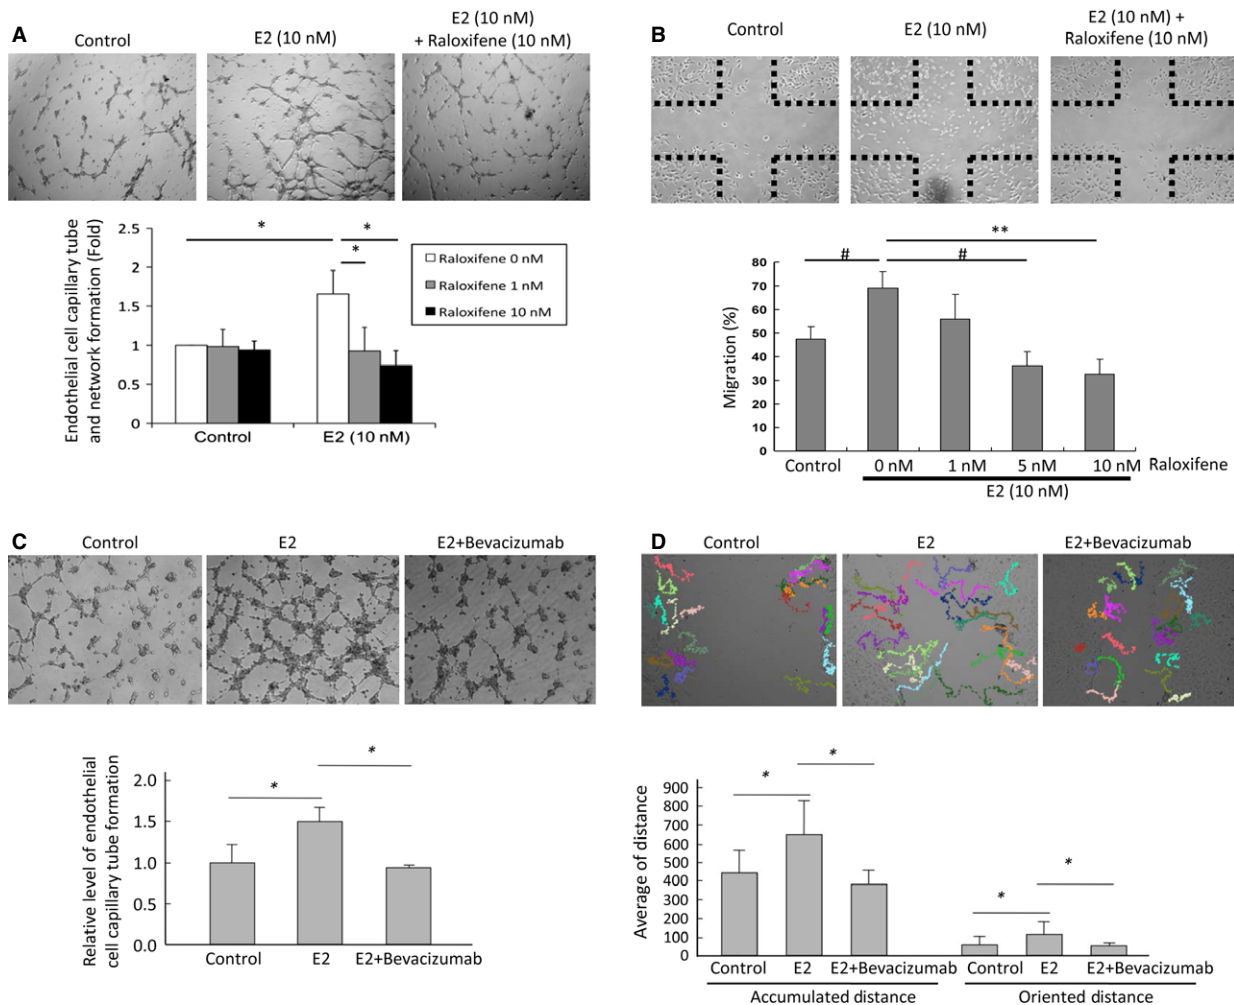 A
Control
E2 (10 nM)
E2 (10 nM)
+ Raloxifene (10 nM)
Endothelial cell capillary tube
and network formation (Fold)
2.5
2
1.5
1
0.5
0
*
*
*
Raloxifene 0 nM
Raloxifene 1 nM
Raloxifene 10 nM
Control
E2 (10 nM)
B
Control
E2 (10 nM)
E2 (10 nM) +
Raloxifene (10 nM)
Migration (%)
80
70
60
50
40
30
20
10
0
#
**
#
Control
0 nM
1 nM
5 nM
10 nM
Raloxifene
E2 (10 nM)
C
Control
E2
E2+Bevacizumab
Relative level of endothelial
cell capillary tube formation
2.0
1.5
1.0
0.5
0.0
*
*
Control
E2
E2+Bevacizumab
D
Control
E2
E2+Bevacizumab
Average of distance
900
800
700
600
500
400
300
200
100
0
*
*
*
*
Control
E2
E2+Bevacizumab
Control
E2
E2+Bevacizumab
Accumulated distance
Oriented distance